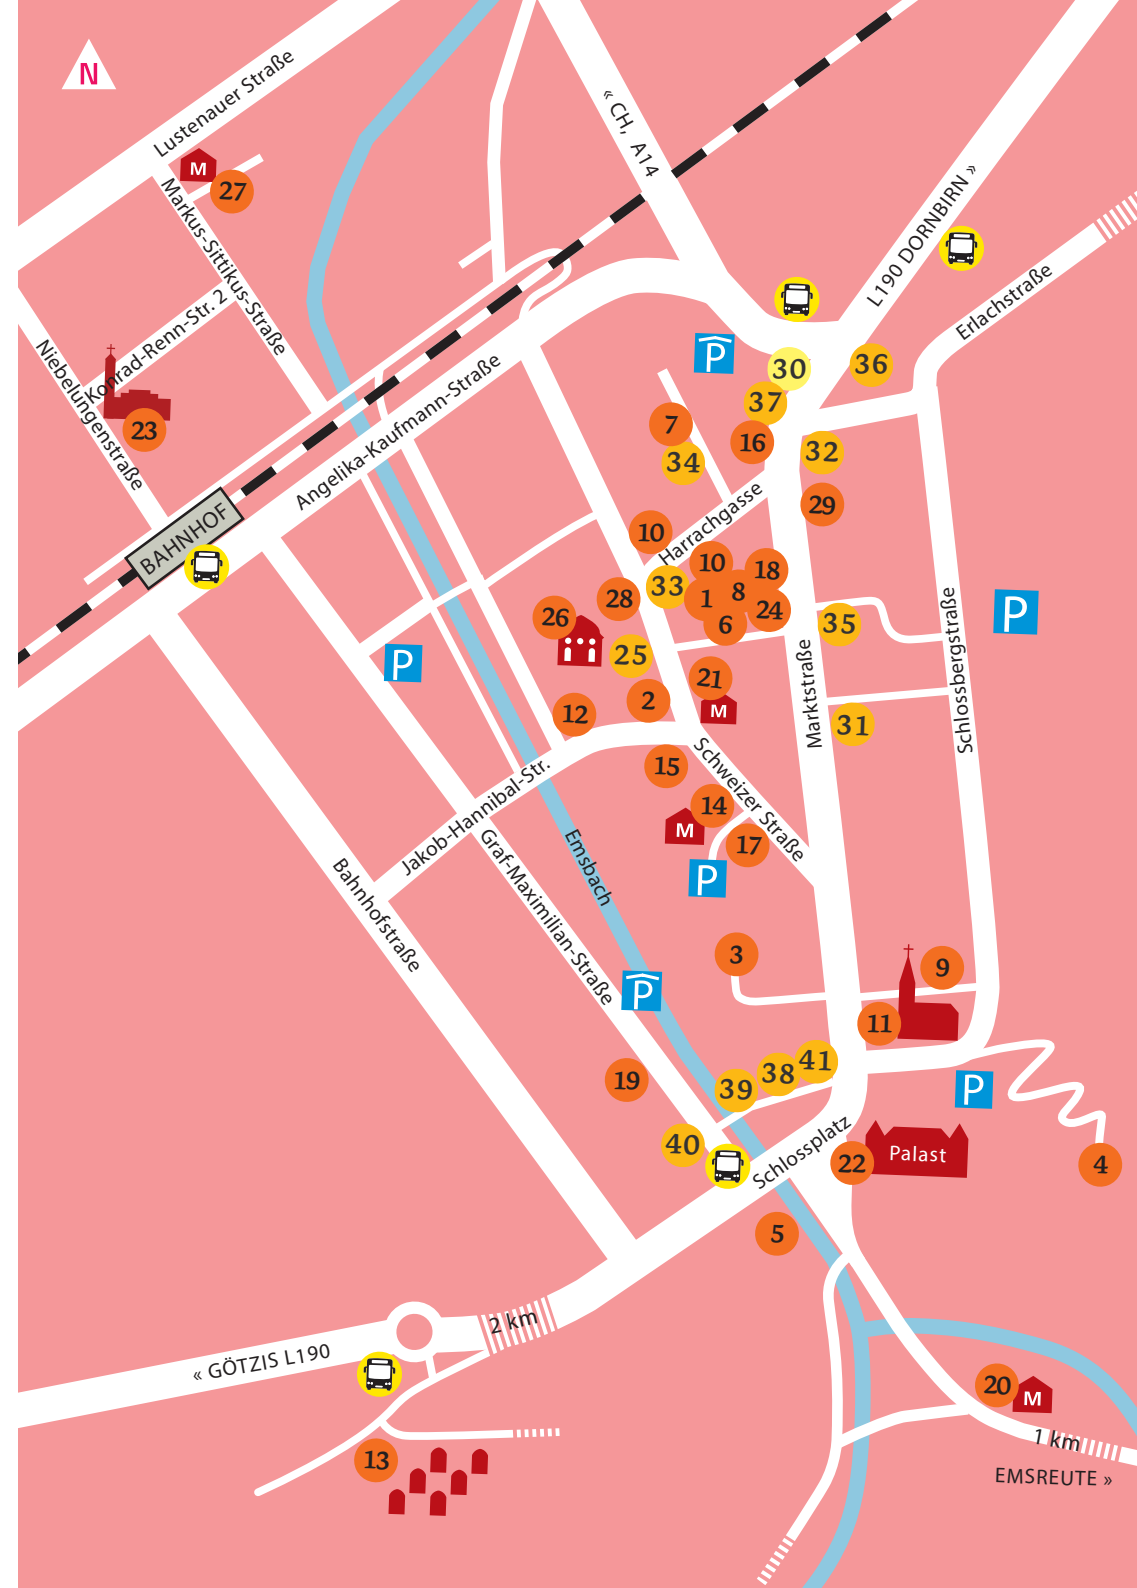 N
Lustenauer Straße
« CH, A14
M
27
Markus-Sittikus-Straße
L190 DORNBIRN »
Erlachstraße
Konrad-Renn-Str. 2
Niebelungenstraße
23
P
30
36
37
Angelika-Kaufmann-Straße
7
16
34
32
BAHNHOF
29
10
Harrachgasse
10
18
33
1
8
28
24
26
6
35
P
25
P
21
2
M
12
31
Marktstraße
Schlossbergstraße
15
Schweizer Straße
14
M
17
Jakob-Hannibal-Str.
P
Graf-Maximilian-Straße
Emsbach
Bahnhofstraße
3
9
P
11
41
38
39
19
P
40
Schlossplatz
22
Palast
4
5
2 km
« GÖTZIS L190
20
M
13
1 km
EMSREUTE »